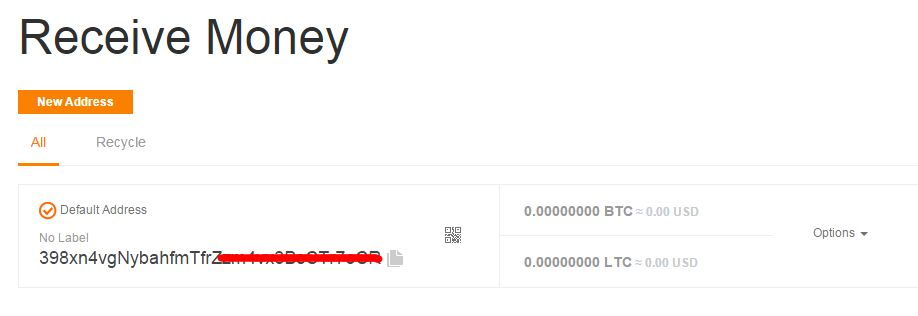 Receive Money
New Address
All Recycle
Default Address
No Label
398xn4vgNybahfmTfrZ
0.00000000 BTC ≈ 0.00 USD
0.00000000 LTC ≈ 0.00 USD
Options